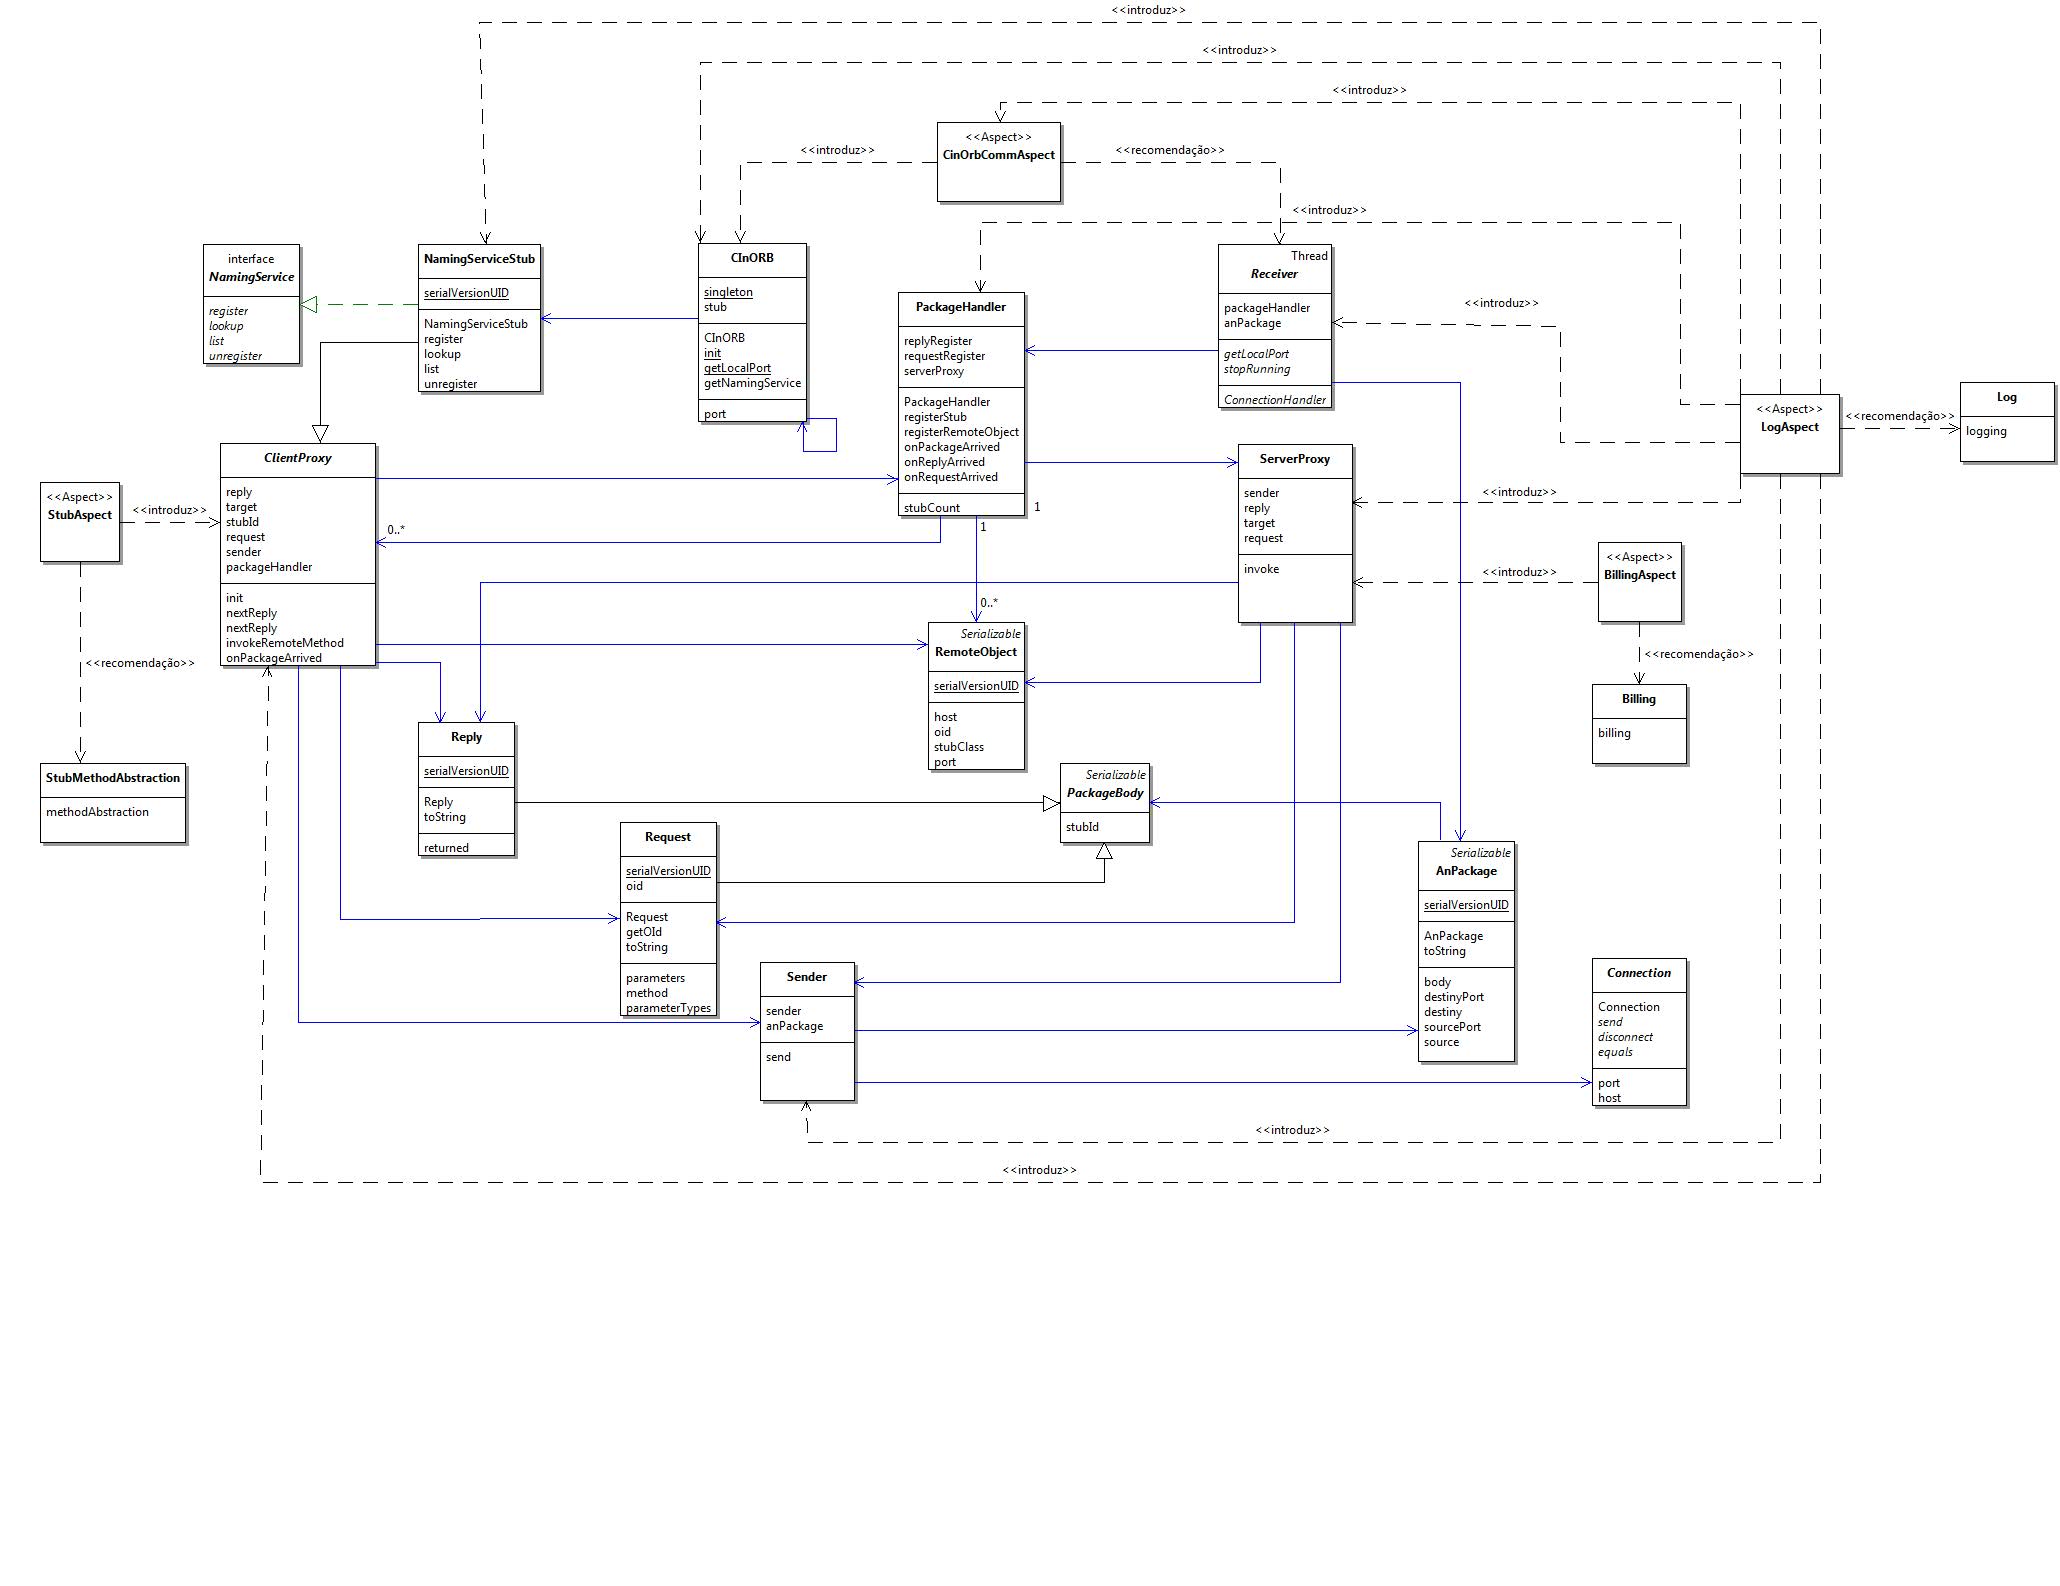 <<introduz>>
<<introduz>>
<<introduz>>
<<Aspect>>
CinOrbCommAspect
<<introduz>>
<<recomendação>>
<<introduz>>
interface
NamingService
register
lookup
list
unregister
NamingServiceStub
serialVersionUID
NamingServiceStub
register
lookup
list
unregister
CInORB
singleton
stub
CInORB
init
getLocalPort
getNamingService
port
PackageHandler
replyRegister
requestRegister
serverProxy
PackageHandler
registerStub
registerRemoteObject
onPackageArrived
onReplyArrived
onRequestArrived
stubCount
1
1
Thread
Receiver
packageHandler
anPackage
getLocalPort
stopRunning
ConnectionHandler
<<introduz>>
<<Aspect>>
LogAspect
<<recomendação>>
Log
logging
ClientProxy
reply
target
stubId
request
sender
packageHandler
init
nextReply
nextReply
invokeRemoteMethod
onPackageArrived
0..*
<<Aspect>>
StubAspect
<<introduz>>
<<recomendação>>
ServerProxy
sender
reply
target
request
invoke
<<introduz>>
<<introduz>>
<<Aspect>>
BillingAspect
<<recomendação>>
Billing
billing
0..*
Serializable
RemoteObject
serialVersionUID
host
oid
stubClass
port
StubMethodAbstraction
methodAbstraction
Reply
serialVersionUID
Reply
toString
returned
Serializable
PackageBody
stubId
Request
serialVersionUID
oid
Request
getOId
toString
parameters
method
parameterTypes
Serializable
AnPackage
serialVersionUID
AnPackage
toString
body
destinyPort
destiny
sourcePort
source
Sender
sender
anPackage
send
Connection
Connection
send
disconnect
equals
port
host
<<introduz>>
<<introduz>>